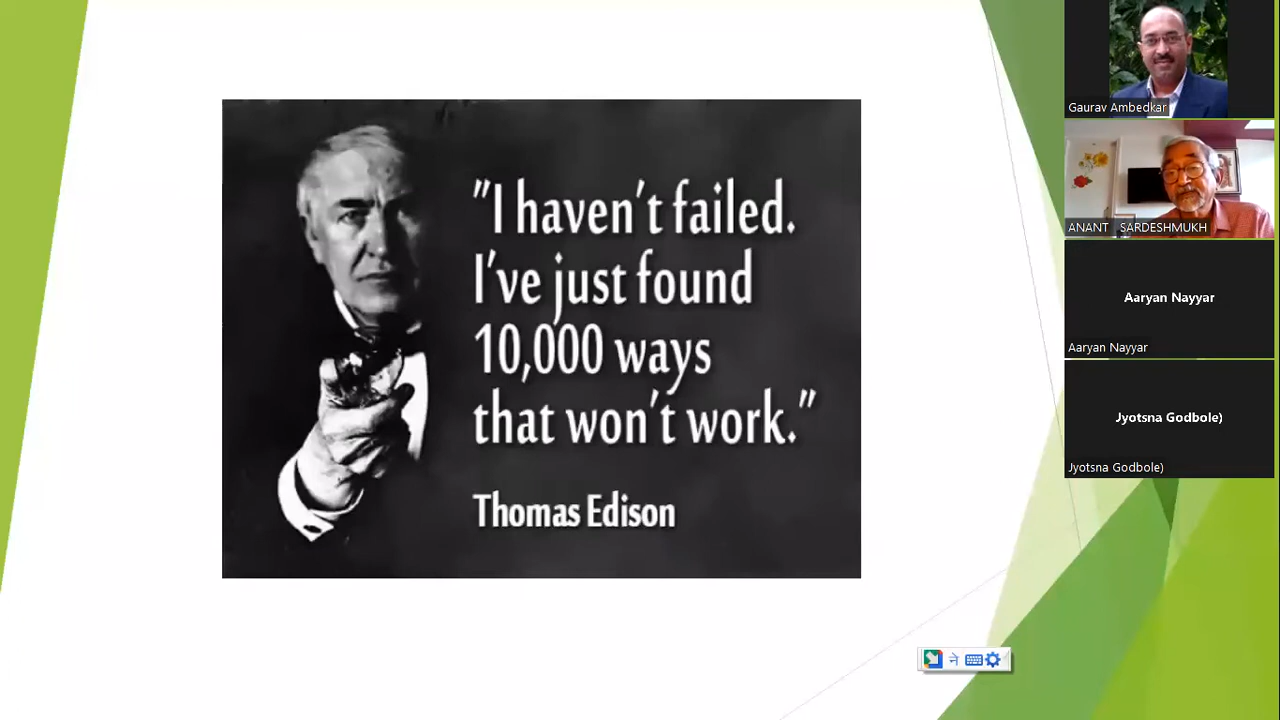 "I haven't failed.
I've just found
10,000 ways
that won't work."
Thomas Edison
Gaurav Ambedkar
ANANT SARDESHMUKH
Aaryan Nayyar
Aaryan Nayyar
Jyotsna Godbole)
Jyotsna Godbole)
ने